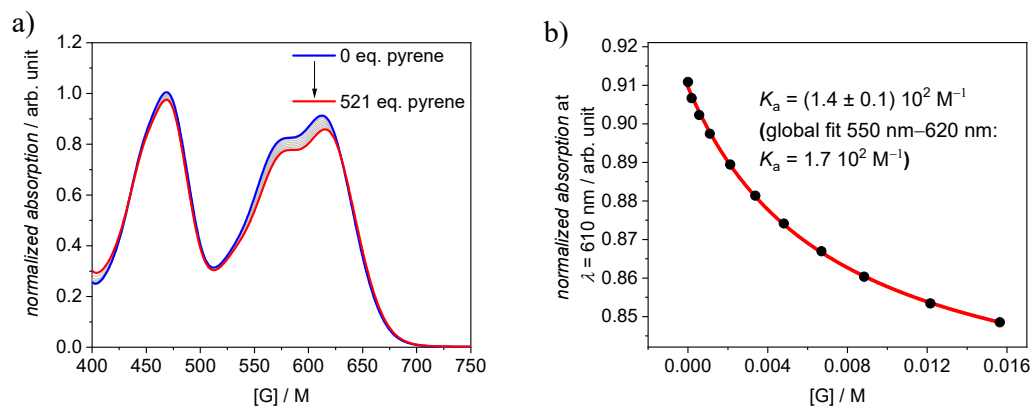 a)
1.2
1.0
0.8
0.6
0.4
0.2
0.0
normalized absorption / arb. unit
0 eq. pyrene
521 eq. pyrene
400 450 500 550 600 650 700 750
[G] / M
b)
0.92
0.91
0.90
0.89
0.88
0.87
0.86
0.85
normalized absorption at
λ = 610 nm / arb. unit
Kₐ = (1.4 ± 0.1) 10² M⁻¹
(global fit 550 nm–620 nm:
Kₐ = 1.7 10² M⁻¹)
0.000 0.004 0.008 0.012 0.016
[G] / M